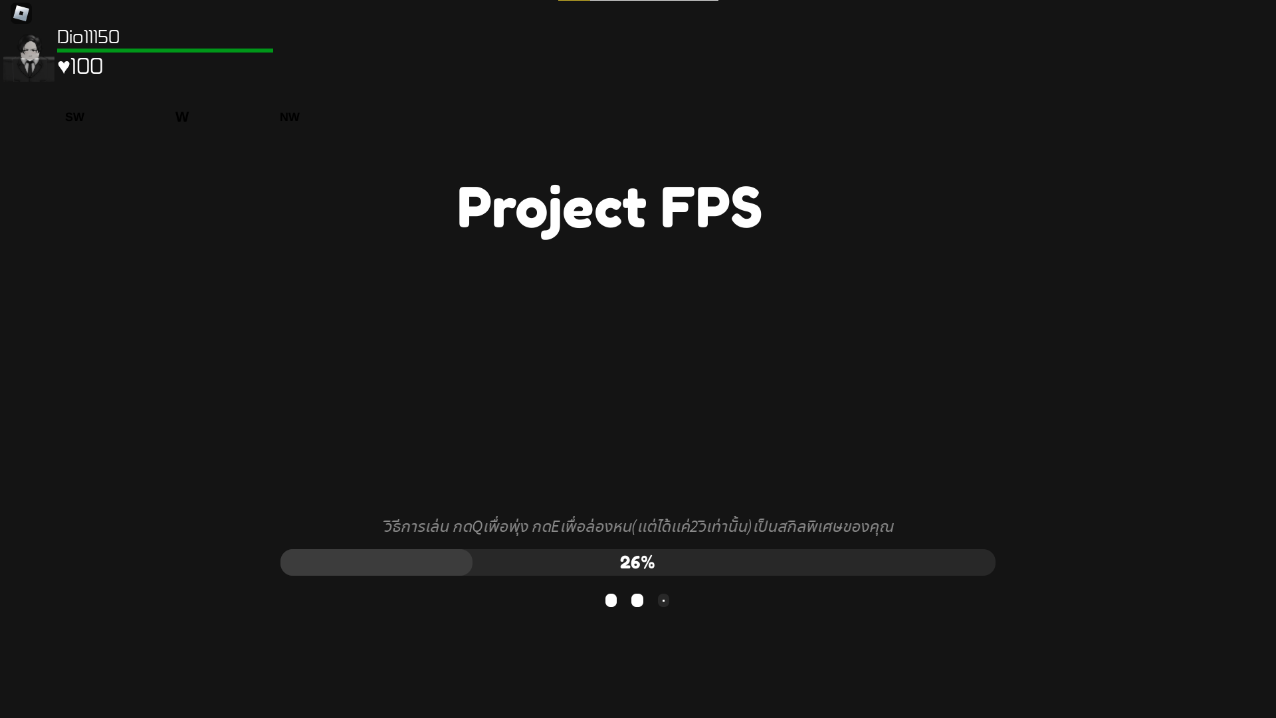 Dio11150
♥100
SW W NW
Project FPS
วิธีการเล่น กดQเพื่อพุ่ง กดEเพื่อล่องหน(แต่ได้แค่2วิเท่านั้น)เป็นสกิลพิเศษของคุณ
26%